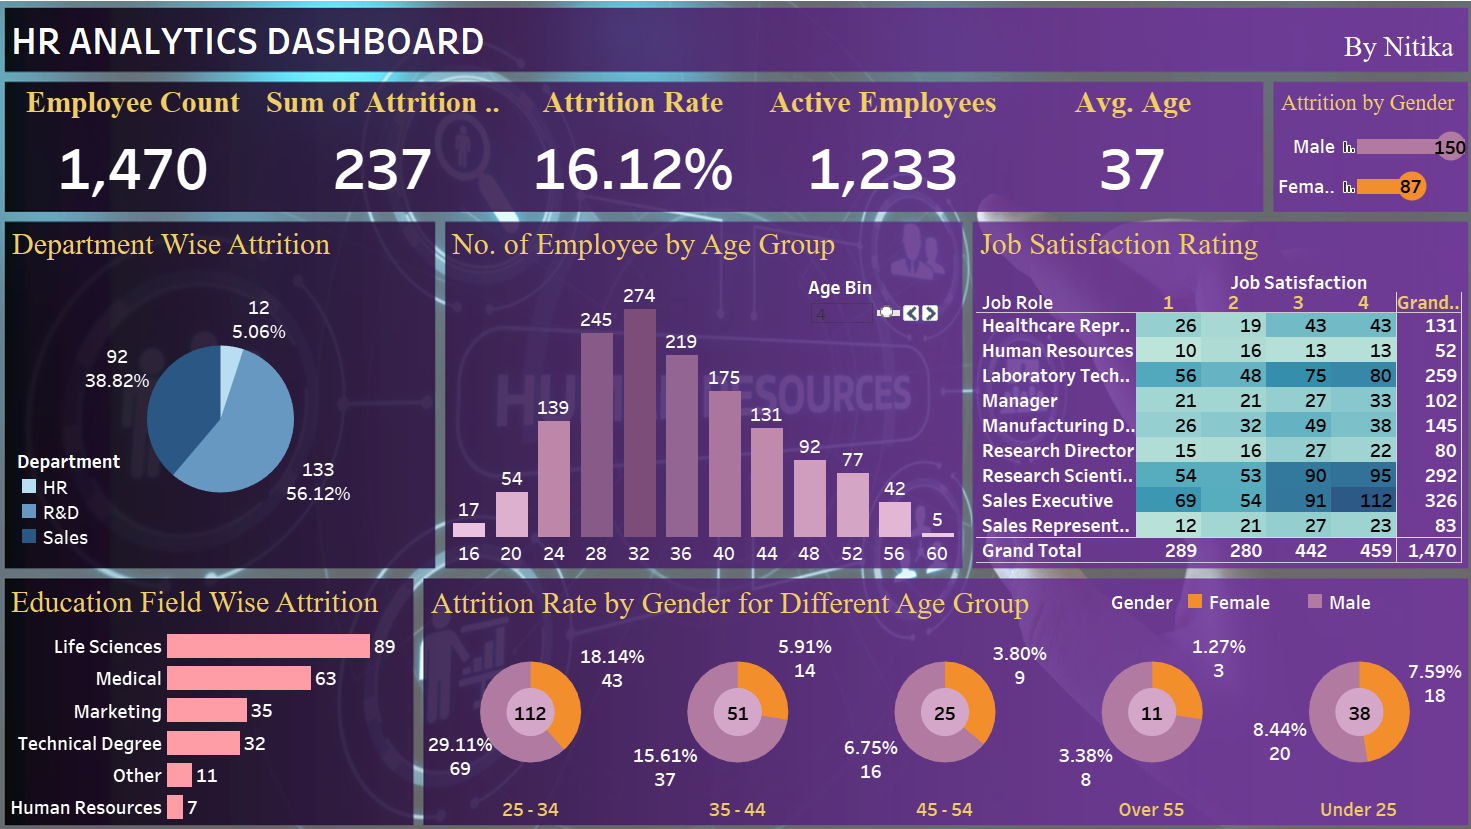 HR ANALYTICS DASHBOARD
By Nitika
Employee Count
Sum of Attrition ..
Attrition Rate
Active Employees
Avg. Age
1,470
237
16.12%
1,233
37
Attrition by Gender
Male 150
Fema.. 87
Department Wise Attrition
12
5.06%
92
38.82%
133
56.12%
Department
HR
R&D
Sales
No. of Employee by Age Group
Age Bin
4
17 54 139 245 274 219 175 131 92 77 42 5
16 20 24 28 32 36 40 44 48 52 56 60
HUMAN RESOURCES
Job Satisfaction Rating
Job Satisfaction
Job Role 1 2 3 4 Grand..
Healthcare Repr.. 26 19 43 43 131
Human Resources 10 16 13 13 52
Laboratory Tech.. 56 48 75 80 259
Manager 21 21 27 33 102
Manufacturing D.. 26 32 49 38 145
Research Director 15 16 27 22 80
Research Scienti.. 54 53 90 95 292
Sales Executive 69 54 91 112 326
Sales Represent.. 12 21 27 23 83
Grand Total 289 280 442 459 1,470
Education Field Wise Attrition
Life Sciences 89
Medical 63
Marketing 35
Technical Degree 32
Other 11
Human Resources 7
Attrition Rate by Gender for Different Age Group
Gender Female Male
18.14%
43
112
29.11%
69
25 - 34
5.91%
14
51
15.61%
37
35 - 44
3.80%
9
25
6.75%
16
45 - 54
1.27%
3
11
3.38%
8
Over 55
7.59%
18
38
8.44%
20
Under 25